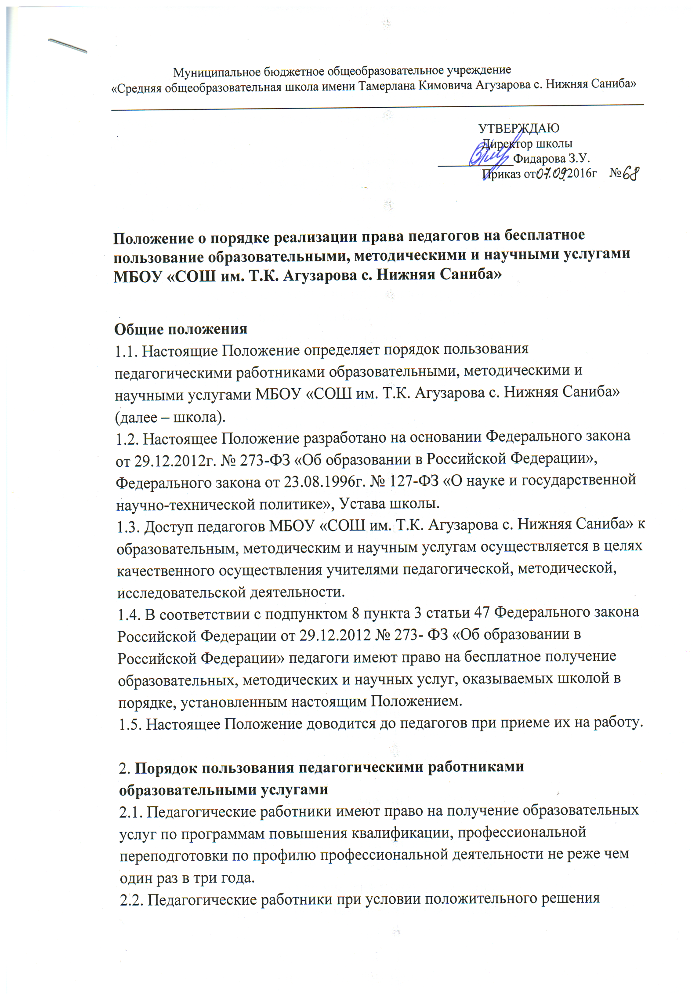 Муниципальное бюджетное общеобразовательное учреждение
«Средняя общеобразовательная школа имени Тамерлана Кимовича Агузарова с. Нижняя Саниба»
УТВЕРЖДАЮ
Директор школы
____________Фидарова З.У.
Приказ от 07.09.2016г № 68
Положение о порядке реализации права педагогов на бесплатное
пользование образовательными, методическими и научными услугами
МБОУ «СОШ им. Т.К. Агузарова с. Нижняя Саниба»
Общие положения
1.1. Настоящие Положение определяет порядок пользования
педагогическими работниками образовательными, методическими и
научными услугами МБОУ «СОШ им. Т.К. Агузарова с. Нижняя Саниба»
(далее – школа).
1.2. Настоящее Положение разработано на основании Федерального закона
от 29.12.2012г. № 273-ФЗ «Об образовании в Российской Федерации»,
Федерального закона от 23.08.1996г. № 127-ФЗ «О науке и государственной
научно-технической политике», Устава школы.
1.3. Доступ педагогов МБОУ «СОШ им. Т.К. Агузарова с. Нижняя Саниба» к
образовательным, методическим и научным услугам осуществляется в целях
качественного осуществления учителями педагогической, методической,
исследовательской деятельности.
1.4. В соответствии с подпунктом 8 пункта 3 статьи 47 Федерального закона
Российской Федерации от 29.12.2012 № 273- ФЗ «Об образовании в
Российской Федерации» педагоги имеют право на бесплатное получение
образовательных, методических и научных услуг, оказываемых школой в
порядке, установленным настоящим Положением.
1.5. Настоящее Положение доводится до педагогов при приеме их на работу.
2. Порядок пользования педагогическими работниками
образовательными услугами
2.1. Педагогические работники имеют право на получение образовательных
услуг по программам повышения квалификации, профессиональной
переподготовки по профилю профессиональной деятельности не реже чем
один раз в три года.
2.2. Педагогические работники при условии положительного решения